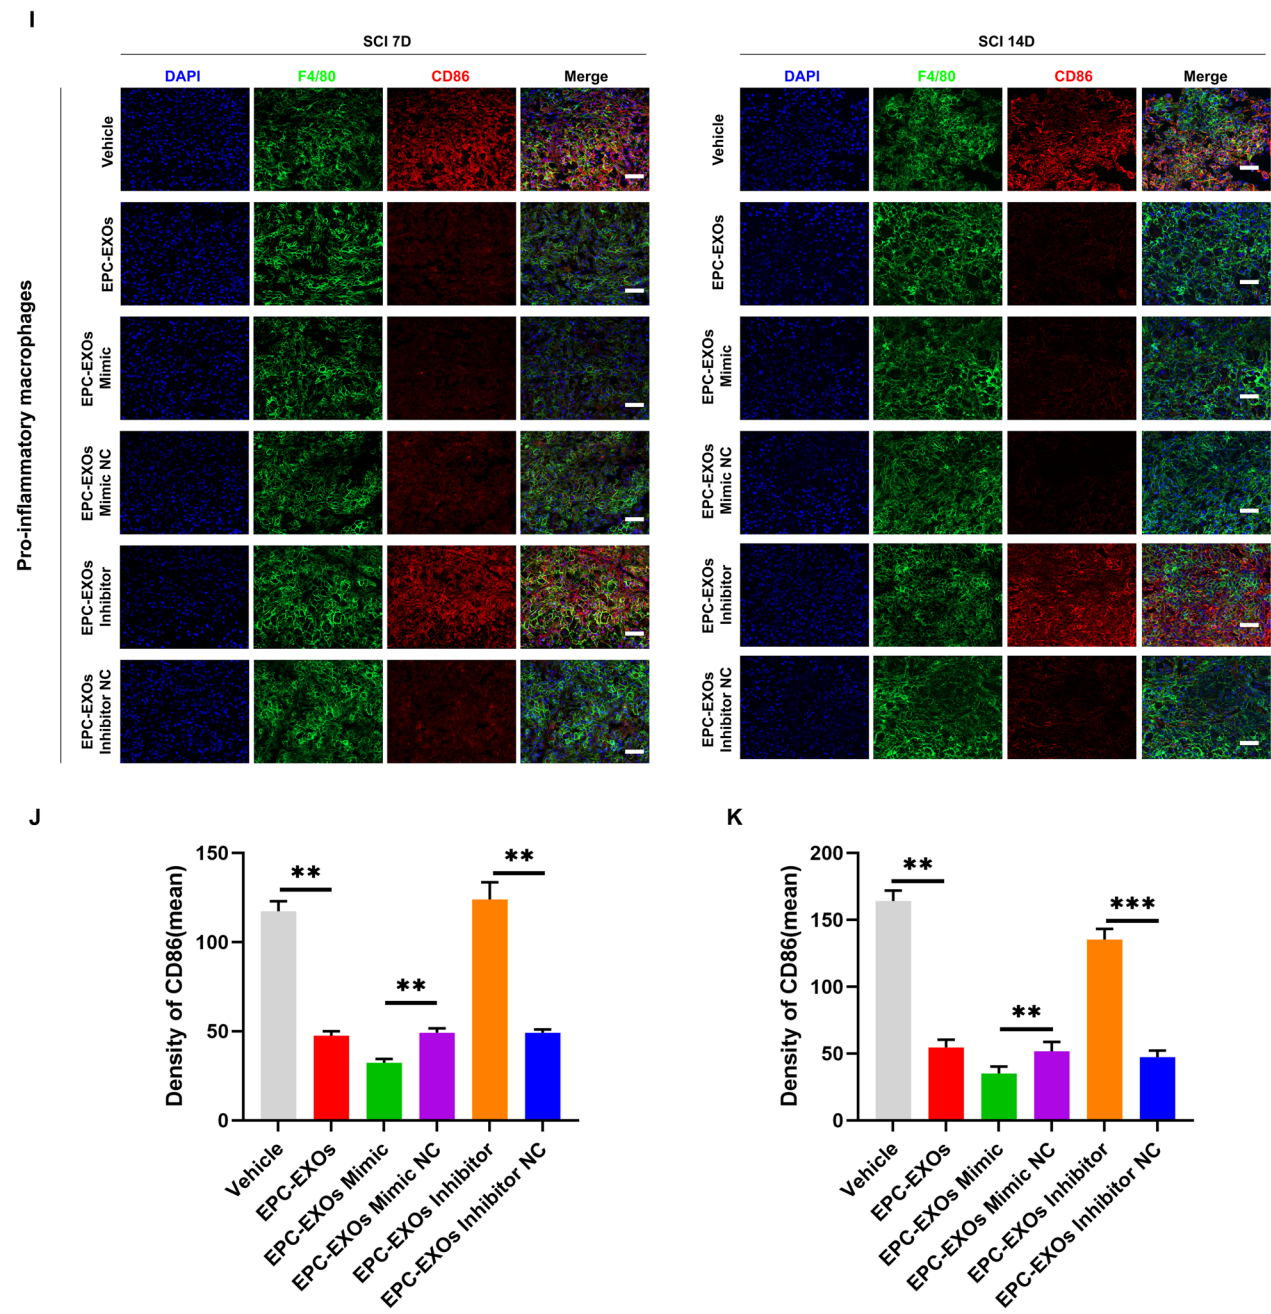 I
SCI 7D
SCI 14D
DAPI F4/80 CD86 Merge
DAPI F4/80 CD86 Merge
Pro-inflammatory macrophages
Vehicle
EPC-EXOs
EPC-EXOs
Mimic
EPC-EXOs
Mimic NC
EPC-EXOs
Inhibitor
EPC-EXOs
Inhibitor NC
Vehicle
EPC-EXOs
EPC-EXOs
Mimic
EPC-EXOs
Mimic NC
EPC-EXOs
Inhibitor
EPC-EXOs
Inhibitor NC
J
Density of CD86(mean)
150
100
50
0
**
**
**
Vehicle
EPC-EXOs
EPC-EXOs Mimic
EPC-EXOs Mimic NC
EPC-EXOs Inhibitor
EPC-EXOs Inhibitor NC
K
Density of CD86(mean)
200
150
100
50
0
**
**
***
Vehicle
EPC-EXOs
EPC-EXOs Mimic
EPC-EXOs Mimic NC
EPC-EXOs Inhibitor
EPC-EXOs Inhibitor NC